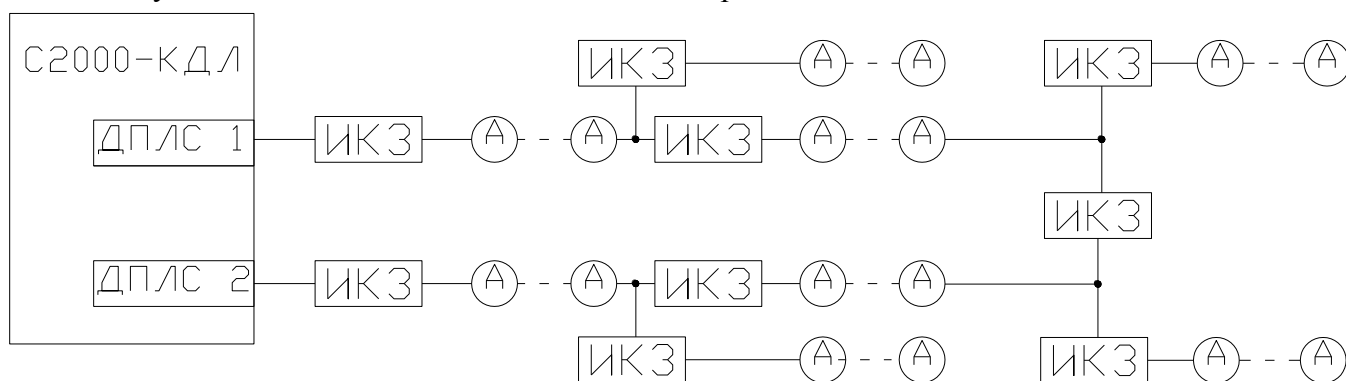 ИКЗ А А ИКЗ А А
С2000-КДЛ
ДПЛС 1 ИКЗ А А ИКЗ А А
ИКЗ
ДПЛС 2 ИКЗ А А ИКЗ А А
ИКЗ А А ИКЗ А А